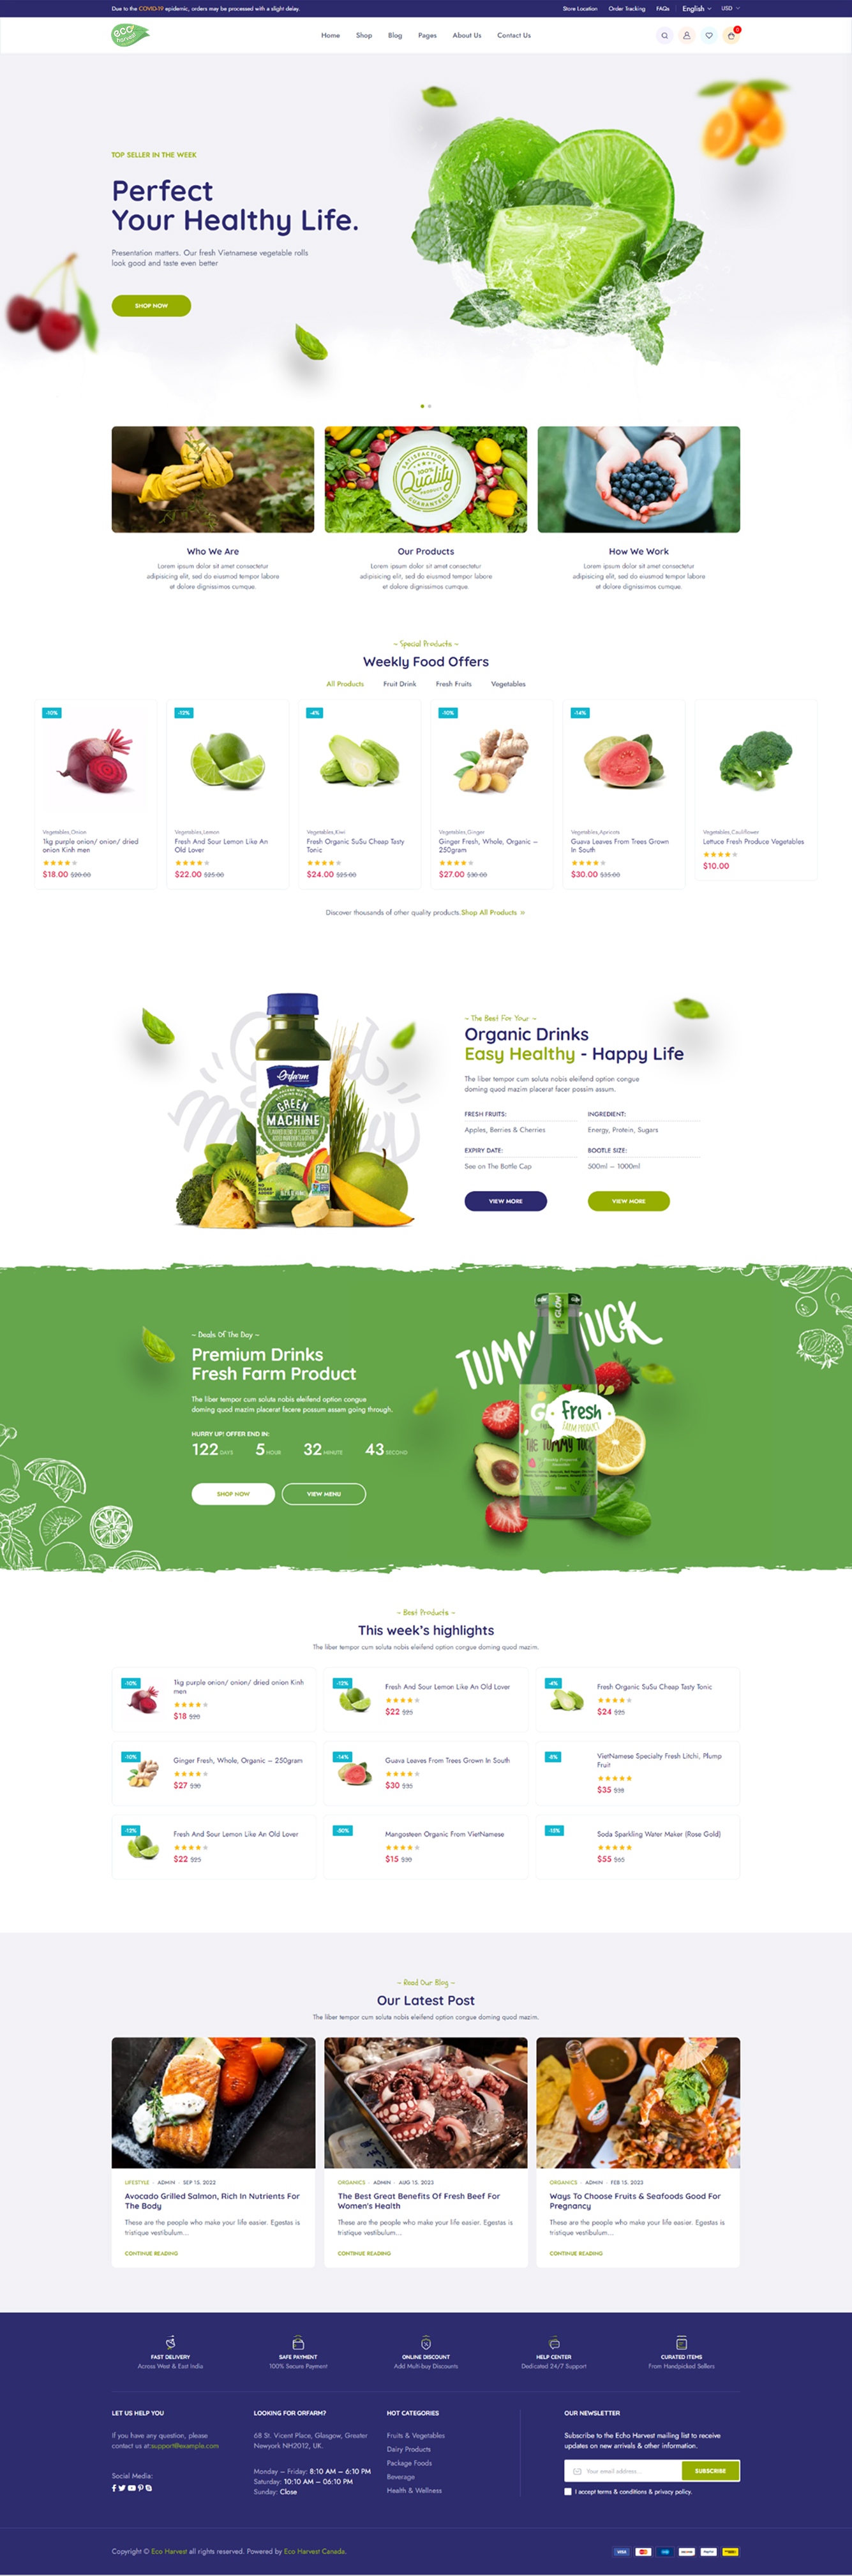 Due to the COVID-19 epidemic, orders may be processed with a slight delay.
Store Location Order Tracking FAQs English USD
eco harvest
Home Shop Blog Pages About Us Contact Us
0
TOP SELLER IN THE WEEK
Perfect
Your Healthy Life.
Presentation matters. Our fresh Vietnamese vegetable rolls
look good and taste even better
SHOP NOW
SATISFACTION
100%
Quality
GUARANTEED
Who We Are
Lorem ipsum dolor sit amet consectetur
adipisicing elit, sed do eiusmod tempor labore
et dolore dignissimos cumque.
Our Products
Lorem ipsum dolor sit amet consectetur
adipisicing elit, sed do eiusmod tempor labore
et dolore dignissimos cumque.
How We Work
Lorem ipsum dolor sit amet consectetur
adipisicing elit, sed do eiusmod tempor labore
et dolore dignissimos cumque.
~ Special Products ~
Weekly Food Offers
All Products Fruit Drink Fresh Fruits Vegetables
-10%
Vegetables,Onion
1kg purple onion/ onion/ dried
onion Kinh men
$18.00 $20.00
-12%
Vegetables,Lemon
Fresh And Sour Lemon Like An
Old Lover
$22.00 $25.00
-4%
Vegetables,Kiwi
Fresh Organic SuSu Cheap Tasty
Tonic
$24.00 $25.00
-10%
Vegetables,Ginger
Ginger Fresh, Whole, Organic –
250gram
$27.00 $30.00
-14%
Vegetables,Apricots
Guava Leaves From Trees Grown
In South
$30.00 $35.00
Vegetables,Cauliflower
Lettuce Fresh Produce Vegetables
$10.00
Discover thousands of other quality products.Shop All Products »
Orfarm
GREEN
MACHINE
~ The Best For Your ~
Organic Drinks
Easy Healthy - Happy Life
The liber tempor cum soluta nobis eleifend option congue
doming quod mazim placerat facer possim assum.
FRESH FRUITS:
Apples, Berries & Cherries
INGREDIENT:
Energy, Protein, Sugars
EXPIRY DATE:
See on The Bottle Cap
BOOTLE SIZE:
500ml – 1000ml
VIEW MORE
VIEW MORE
~ Deals Of The Day ~
Premium Drinks
Fresh Farm Product
The liber tempor cum soluta nobis eleifend option congue
doming quod mazim placerat facere possum assam going through.
HURRY UP! OFFER END IN:
122 DAYS 5 HOUR 32 MINUTE 43 SECOND
SHOP NOW
VIEW MENU
GLOW
fresh
FARM PRODUCT
THE TUMMY TUCK
~ Best Products ~
This week's highlights
The liber tempor cum soluta nobis eleifend option congue doming quod mazim.
-10%
1kg purple onion/ onion/ dried onion Kinh
men
$18 $20
-12%
Fresh And Sour Lemon Like An Old Lover
$22 $25
-4%
Fresh Organic SuSu Cheap Tasty Tonic
$24 $25
-10%
Ginger Fresh, Whole, Organic – 250gram
$27 $30
-14%
Guava Leaves From Trees Grown In South
$30 $35
-8%
VietNamese Specialty Fresh Litchi, Plump
Fruit
$35 $38
-12%
Fresh And Sour Lemon Like An Old Lover
$22 $25
-50%
Mangosteen Organic From VietNamese
$15 $30
-15%
Soda Sparkling Water Maker (Rose Gold)
$55 $65
~ Read Our Blog ~
Our Latest Post
The liber tempor cum soluta nobis eleifend option congue doming quod mazim.
LIFESTYLE - ADMIN - SEP 15. 2022
Avocado Grilled Salmon, Rich In Nutrients For
The Body
These are the people who make your life easier. Egestas is
tristique vestibulum...
CONTINUE READING
ORGANICS - ADMIN - AUG 15. 2023
The Best Great Benefits Of Fresh Beef For
Women's Health
These are the people who make your life easier. Egestas is
tristique vestibulum...
CONTINUE READING
ORGANICS - ADMIN - FEB 15. 2023
Ways To Choose Fruits & Seafoods Good For
Pregnancy
These are the people who make your life easier. Egestas is
tristique vestibulum...
CONTINUE READING
FAST DELIVERY
Across West & East India
SAFE PAYMENT
100% Secure Payment
ONLINE DISCOUNT
Add Multi-buy Discounts
HELP CENTER
Dedicated 24/7 Support
CURATED ITEMS
From Handpicked Sellers
LET US HELP YOU
If you have any question, please
contact us at:support@example.com
Social Media:
LOOKING FOR ORFARM?
68 St. Vicent Place, Glasgow, Greater
Newyork NH2012, UK.
Monday – Friday: 8:10 AM – 6:10 PM
Saturday: 10:10 AM – 06:10 PM
Sunday: Close
HOT CATEGORIES
Fruits & Vegetables
Dairy Products
Package Foods
Beverage
Health & Wellness
OUR NEWSLETTER
Subscribe to the Echo Harvest mailing list to receive
updates on new arrivals & other information.
Your email address...
SUBSCRIBE
I accept terms & conditions & privacy policy.
Copyright © Eco Harvest all rights reserved. Powered by Eco Harvest Canada.
VISA